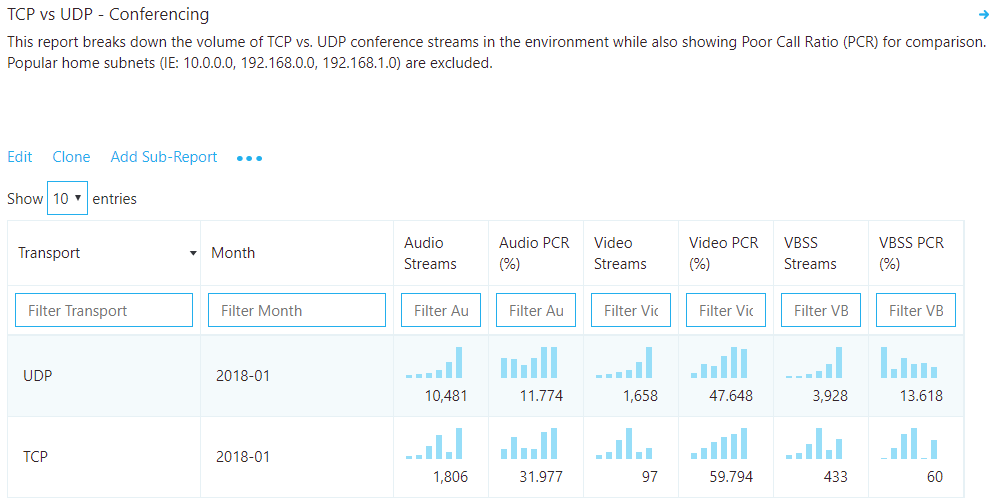 TCP vs UDP - Conferencing
This report breaks down the volume of TCP vs. UDP conference streams in the environment while also showing Poor Call Ratio (PCR) for comparison.
Popular home subnets (IE: 10.0.0.0, 192.168.0.0, 192.168.1.0) are excluded.
Edit Clone Add Sub-Report
Show 10 entries
Transport Month Audio Streams Audio PCR (%) Video Streams Video PCR (%) VBSS Streams VBSS PCR (%)
Filter Transport Filter Month Filter Au Filter Au Filter Vic Filter Vic Filter VB Filter VB
UDP 2018-01 10,481 11.774 1,658 47.648 3,928 13.618
TCP 2018-01 1,806 31.977 97 59.794 433 60